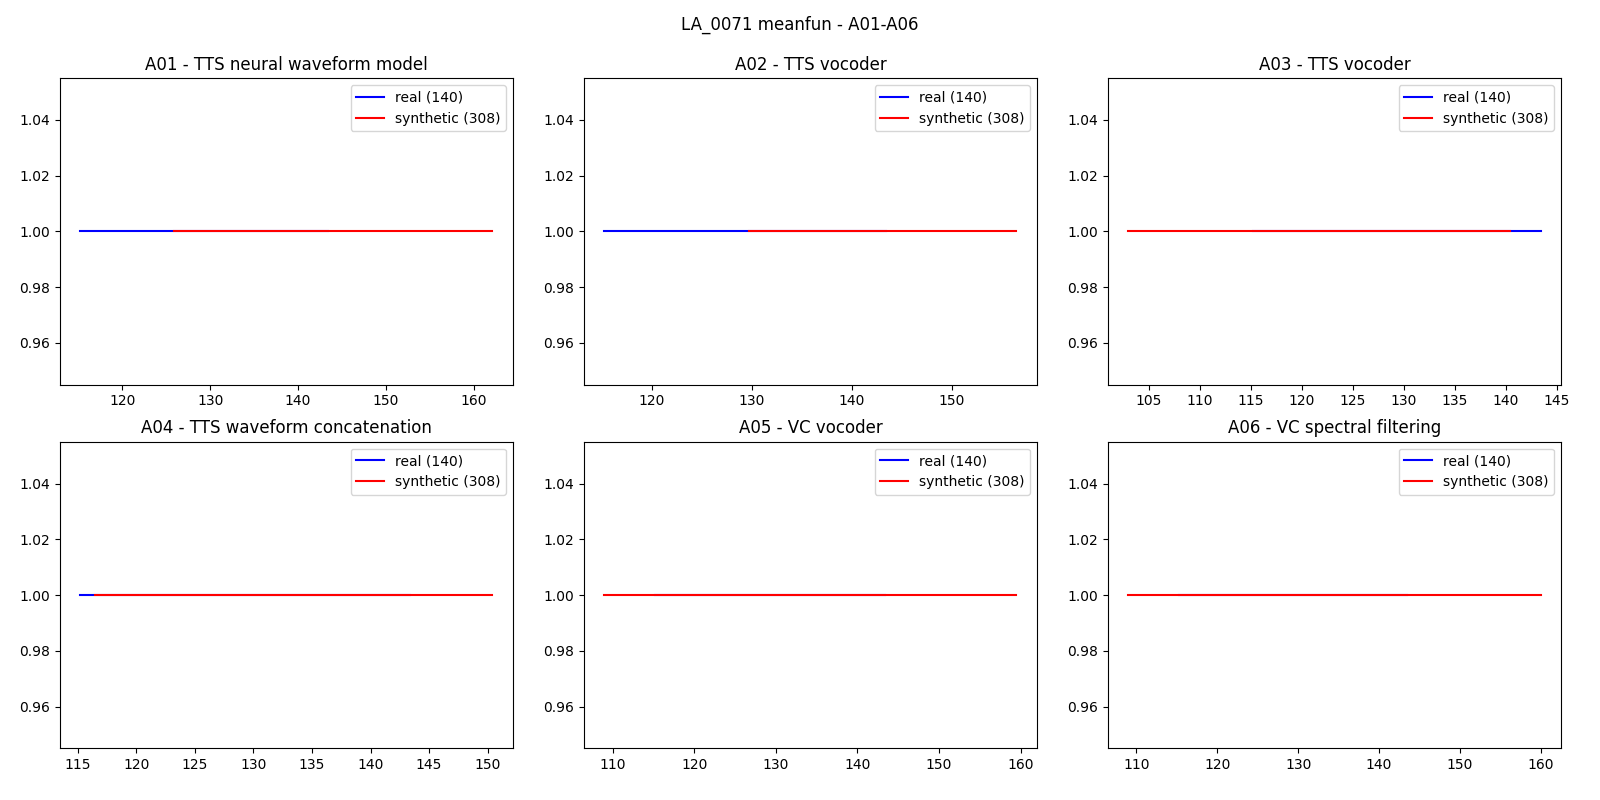 LA_0071 meanfun - A01-A06
A01 - TTS neural waveform model
real (140)
synthetic (308)
1.04
1.02
1.00
0.98
0.96
120 130 140 150 160
A02 - TTS vocoder
real (140)
synthetic (308)
1.04
1.02
1.00
0.98
0.96
120 130 140 150
A03 - TTS vocoder
real (140)
synthetic (308)
1.04
1.02
1.00
0.98
0.96
105 110 115 120 125 130 135 140 145
A04 - TTS waveform concatenation
real (140)
synthetic (308)
1.04
1.02
1.00
0.98
0.96
115 120 125 130 135 140 145 150
A05 - VC vocoder
real (140)
synthetic (308)
1.04
1.02
1.00
0.98
0.96
110 120 130 140 150 160
A06 - VC spectral filtering
real (140)
synthetic (308)
1.04
1.02
1.00
0.98
0.96
110 120 130 140 150 160